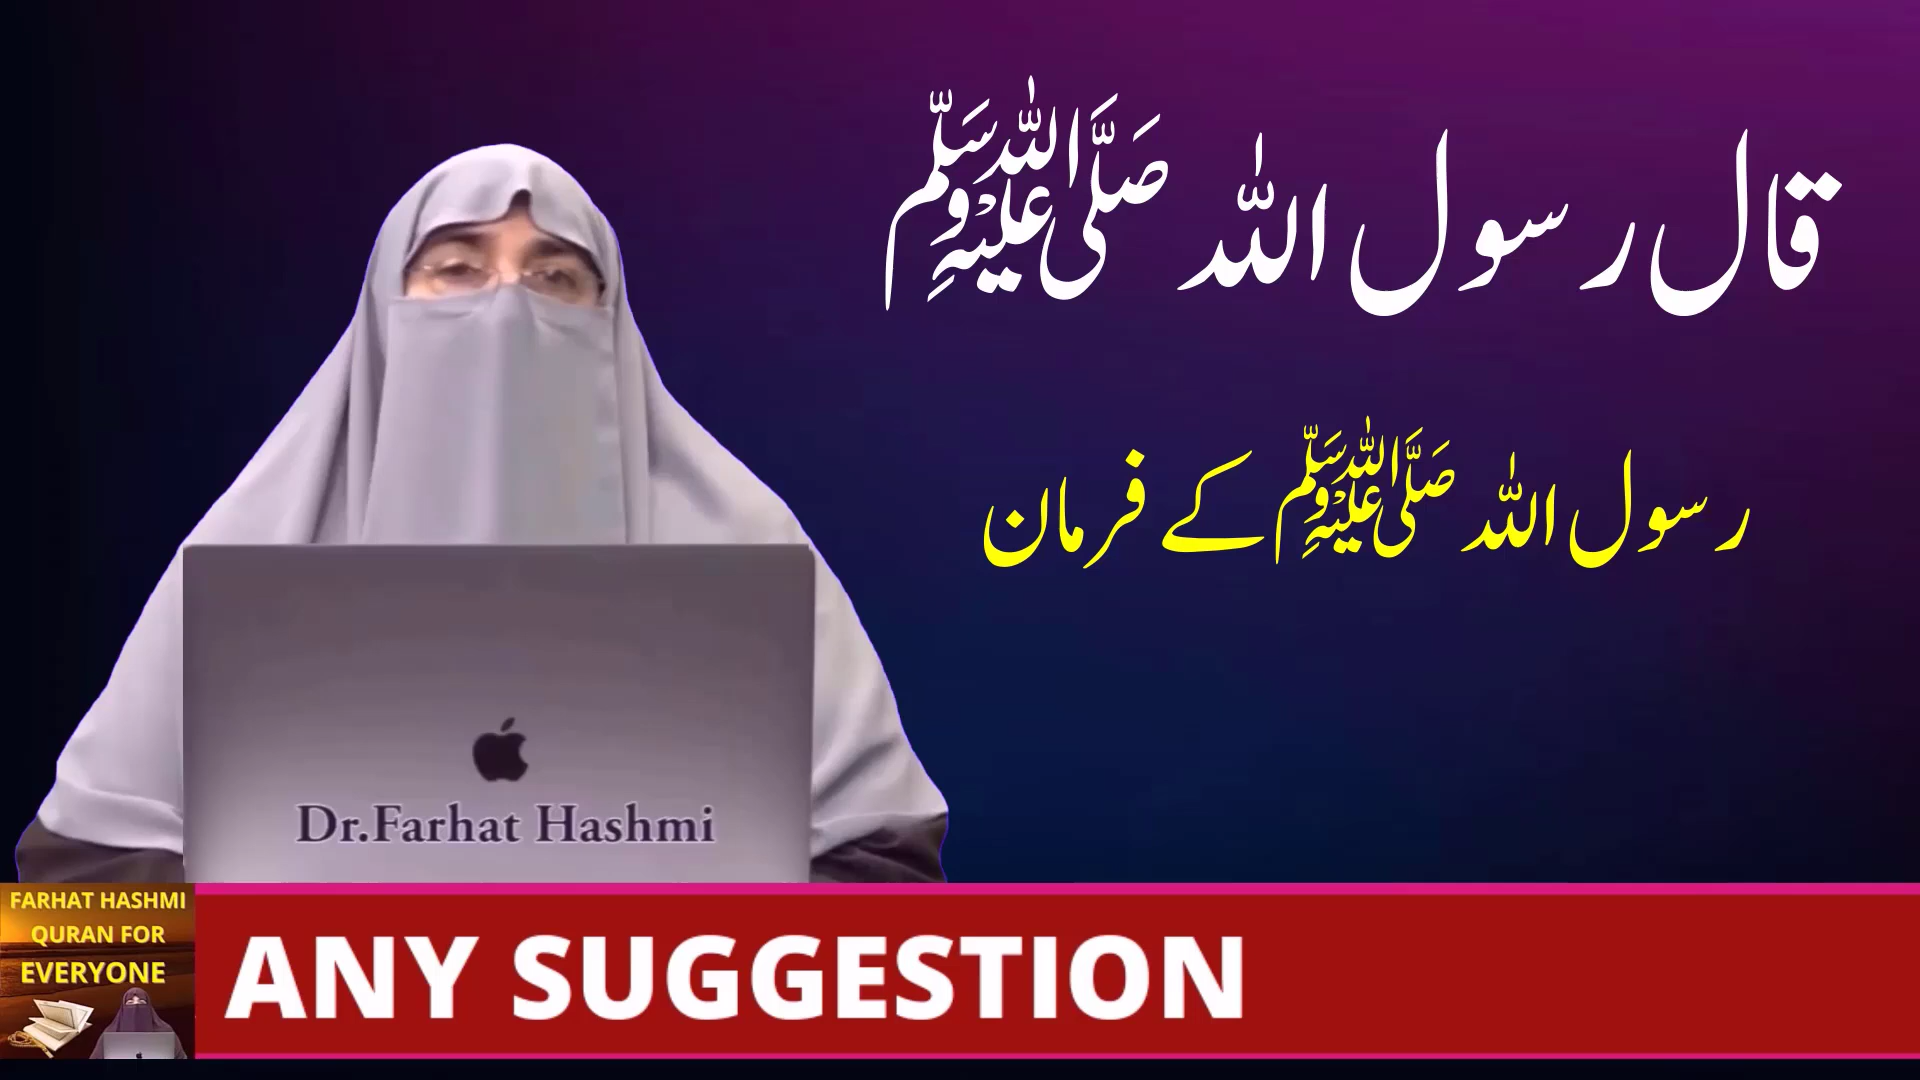 قال رسول اللہ ﷺ
رسول اللہ ﷺ کے فرمان
Dr.Farhat Hashmi
FARHAT HASHMI
QURAN FOR
EVERYONE
ANY SUGGESTION